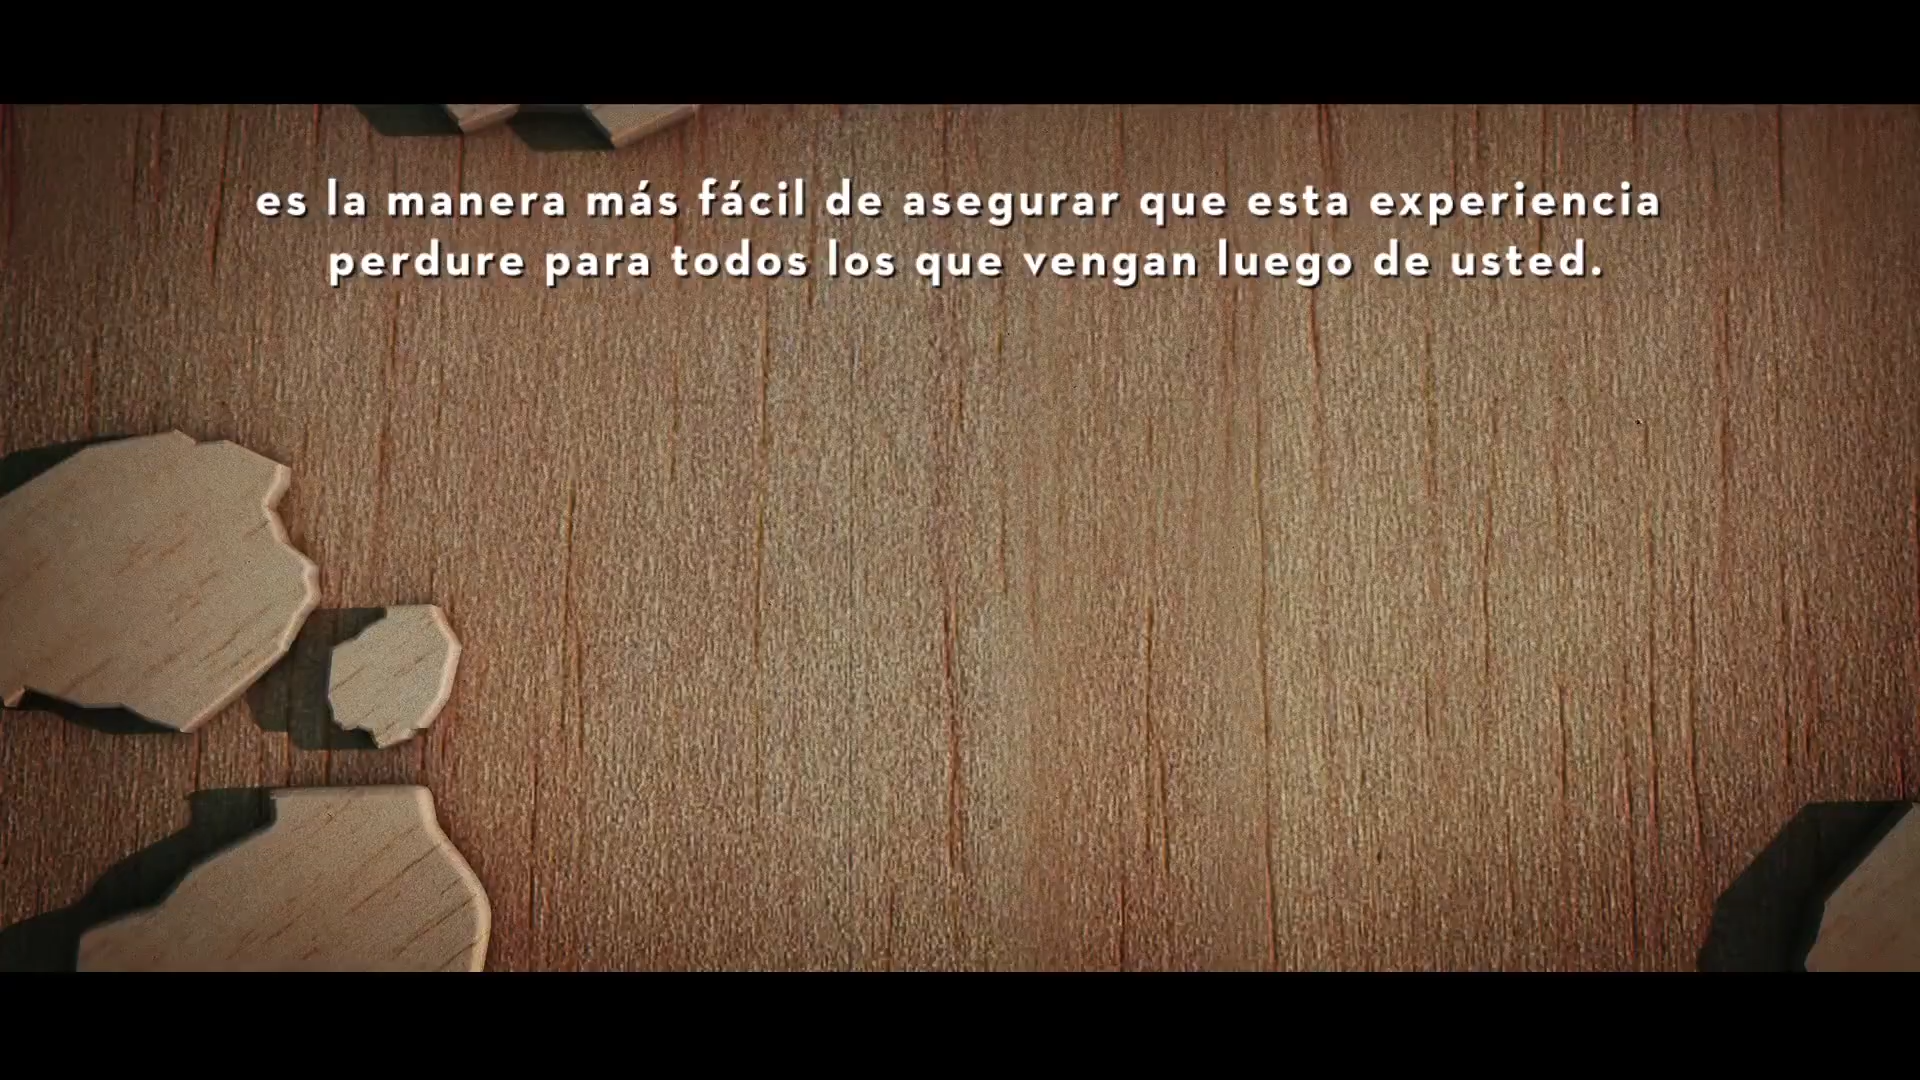 es la manera más fácil de asegurar que esta experiencia
perdure para todos los que vengan luego de usted.